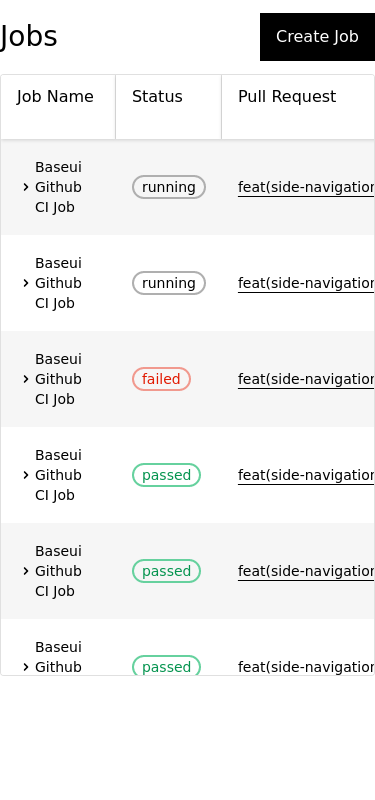 Jobs
Create Job
Job Name
Status
Pull Request
Baseui
Github
CI Job
running
feat(side-navigation
Baseui
Github
CI Job
running
feat(side-navigation
Baseui
Github
CI Job
failed
feat(side-navigation
Baseui
Github
CI Job
passed
feat(side-navigation
Baseui
Github
CI Job
passed
feat(side-navigation
Baseui
Github
passed
feat(side-navigation